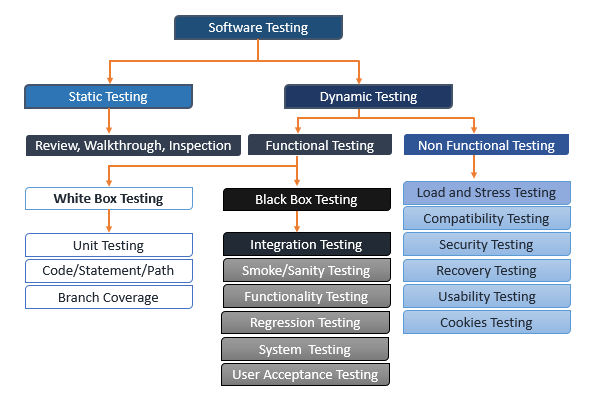 Software Testing
Static Testing
Dynamic Testing
Review, Walkthrough, Inspection
Functional Testing
Non Functional Testing
White Box Testing
Black Box Testing
Load and Stress Testing
Compatibility Testing
Unit Testing
Integration Testing
Security Testing
Code/Statement/Path
Smoke/Sanity Testing
Recovery Testing
Branch Coverage
Functionality Testing
Usability Testing
Regression Testing
Cookies Testing
System  Testing
User Acceptance Testing